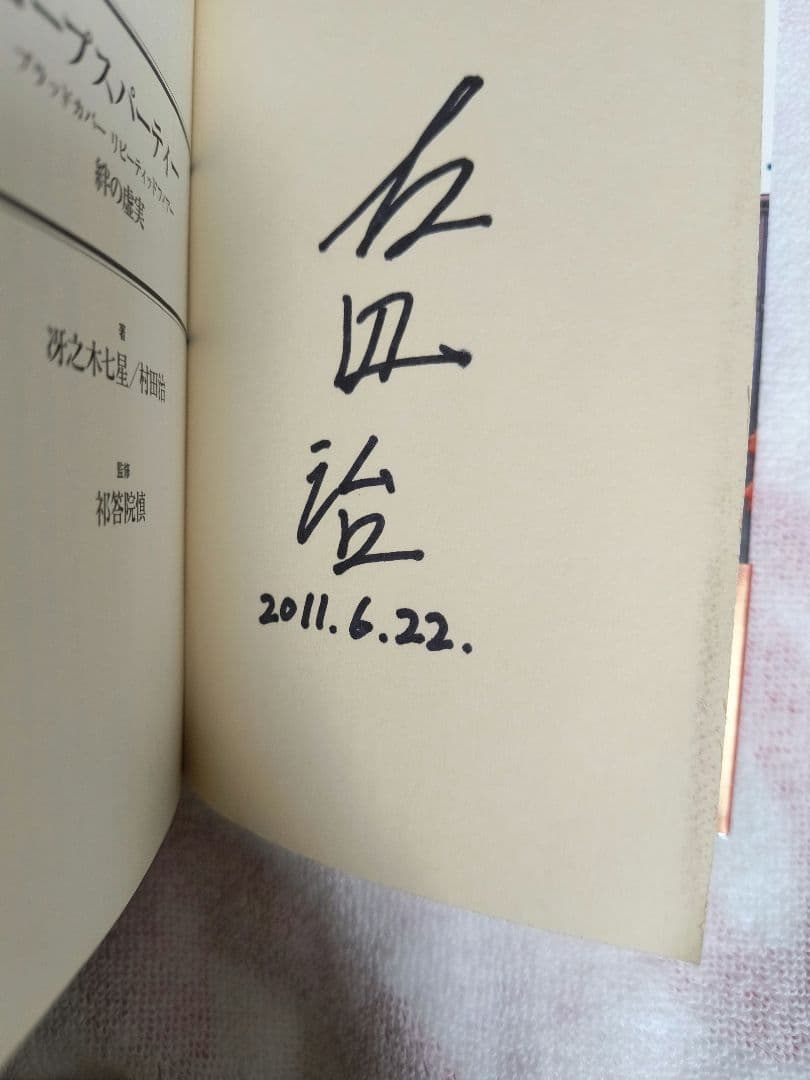 ープスパーティー
ブラッドカバー リピーティッドフィアー
絆の虚実
著
冴之木七星／村田治
監修
祁答院慎
田
治
2011.6.22.